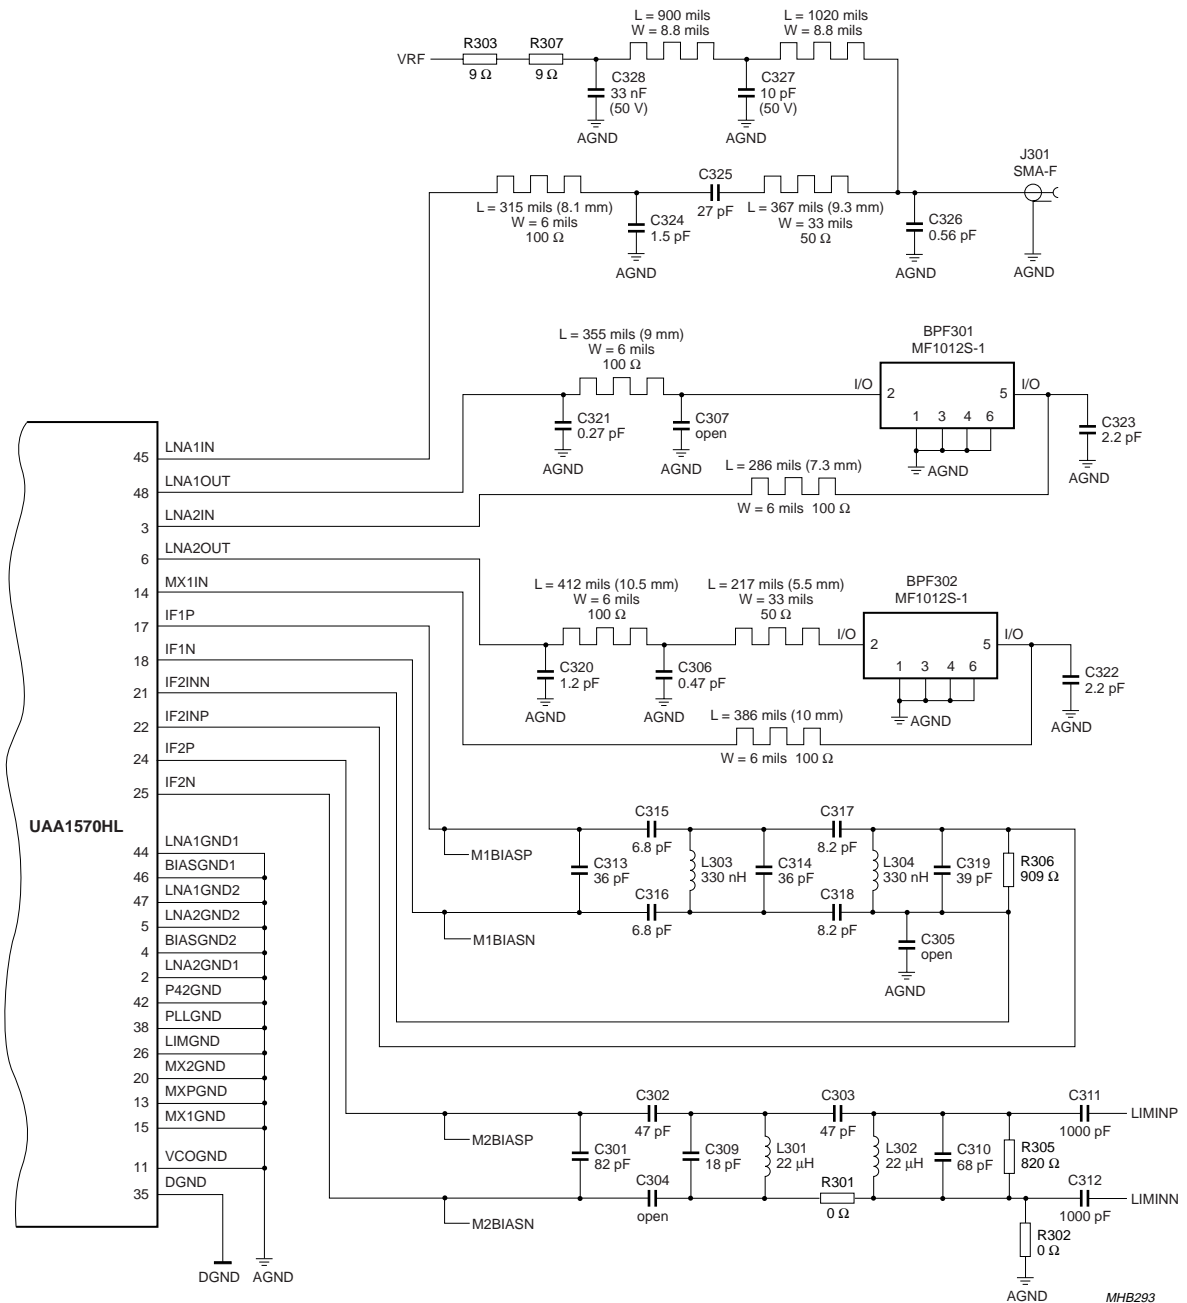 L = 900 mils
W = 8.8 mils
L = 1020 mils
W = 8.8 mils
VRF
R303
9 Ω
R307
9 Ω
C328
33 nF
(50 V)
AGND
C327
10 pF
(50 V)
AGND
J301
SMA-F
AGND
L = 315 mils (8.1 mm)
W = 6 mils
100 Ω
C324
1.5 pF
AGND
C325
27 pF
L = 367 mils (9.3 mm)
W = 33 mils
50 Ω
C326
0.56 pF
AGND
L = 355 mils (9 mm)
W = 6 mils
100 Ω
C321
0.27 pF
AGND
C307
open
AGND
BPF301
MF1012S-1
I/O
2
5
I/O
1 3 4 6
AGND
C323
2.2 pF
AGND
L = 286 mils (7.3 mm)
W = 6 mils 100 Ω
L = 412 mils (10.5 mm)
W = 6 mils
100 Ω
L = 217 mils (5.5 mm)
W = 33 mils
50 Ω
C320
1.2 pF
AGND
C306
0.47 pF
AGND
BPF302
MF1012S-1
I/O
2
5
I/O
1 3 4 6
AGND
C322
2.2 pF
AGND
L = 386 mils (10 mm)
W = 6 mils 100 Ω
UAA1570HL
45 LNA1IN
48 LNA1OUT
3 LNA2IN
6 LNA2OUT
14 MX1IN
17 IF1P
18 IF1N
21 IF2INN
22 IF2INP
24 IF2P
25 IF2N
44 LNA1GND1
46 BIASGND1
47 LNA1GND2
5 LNA2GND2
4 BIASGND2
2 LNA2GND1
42 P42GND
38 PLLGND
26 LIMGND
20 MX2GND
13 MXPGND
15 MX1GND
11 VCOGND
35 DGND
DGND
AGND
M1BIASP
M1BIASN
C313
36 pF
C315
6.8 pF
C316
6.8 pF
L303
330 nH
C314
36 pF
C317
8.2 pF
C318
8.2 pF
L304
330 nH
C319
39 pF
R306
909 Ω
C305
open
AGND
M2BIASP
M2BIASN
C301
82 pF
C302
47 pF
C304
open
C309
18 pF
L301
22 µH
C303
47 pF
R301
0 Ω
L302
22 µH
C310
68 pF
R305
820 Ω
C311
1000 pF
LIMINP
C312
1000 pF
LIMINN
R302
0 Ω
AGND
MHB293